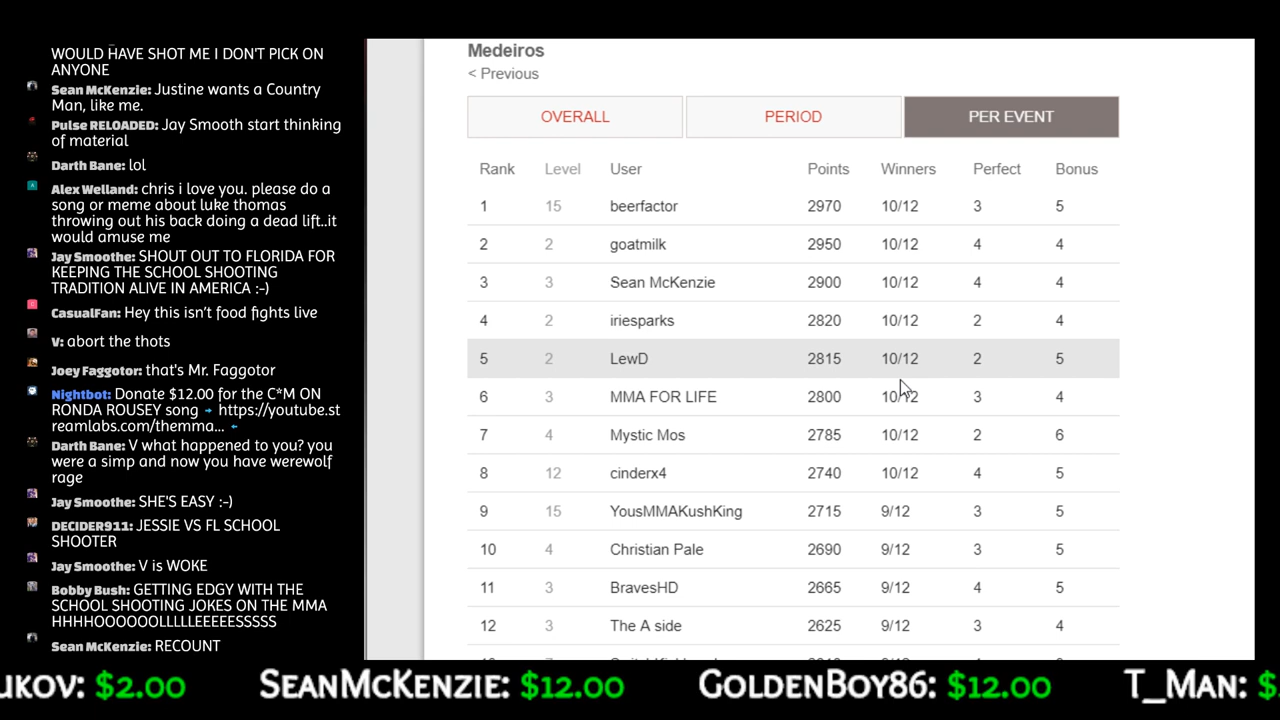 WOULD HAVE SHOT ME I DON'T PICK ON
ANYONE
Sean McKenzie: Justine wants a Country
Man, like me.
Pulse RELOADED: Jay Smooth start thinking
of material
Darth Bane: lol
Alex Welland: chris i love you. please do a
song or meme about luke thomas
throwing out his back doing a dead lift..it
would amuse me
Jay Smoothe: SHOUT OUT TO FLORIDA FOR
KEEPING THE SCHOOL SHOOTING
TRADITION ALIVE IN AMERICA :-)
CasualFan: Hey this isn't food fights live
V: abort the thots
Joey Faggotor: that's Mr. Faggotor
Nightbot: Donate $12.00 for the C*M ON
RONDA ROUSEY song → https://youtube.st
reamlabs.com/themma... ←
Darth Bane: V what happened to you? you
were a simp and now you have werewolf
rage
Jay Smoothe: SHE'S EASY :-)
DECIDER911: JESSIE VS FL SCHOOL
SHOOTER
Jay Smoothe: V is WOKE
Bobby Bush: GETTING EDGY WITH THE
SCHOOL SHOOTING JOKES ON THE MMA
HHHHOOOOOOLLLLLEEEEESSSSS
Sean McKenzie: RECOUNT
Medeiros
< Previous
OVERALL PERIOD PER EVENT
Rank Level User Points Winners Perfect Bonus
1 15 beerfactor 2970 10/12 3 5
2 2 goatmilk 2950 10/12 4 4
3 3 Sean McKenzie 2900 10/12 4 4
4 2 iriesparks 2820 10/12 2 4
5 2 LewD 2815 10/12 2 5
6 3 MMA FOR LIFE 2800 10/12 3 4
7 4 Mystic Mos 2785 10/12 2 6
8 12 cinderx4 2740 10/12 4 5
9 15 YousMMAKushKing 2715 9/12 3 5
10 4 Christian Pale 2690 9/12 3 5
11 3 BravesHD 2665 9/12 4 5
12 3 The A side 2625 9/12 3 4
UKOV: $2.00 SEANMCKENZIE: $12.00 GOLDENBOY86: $12.00 T_MAN: $